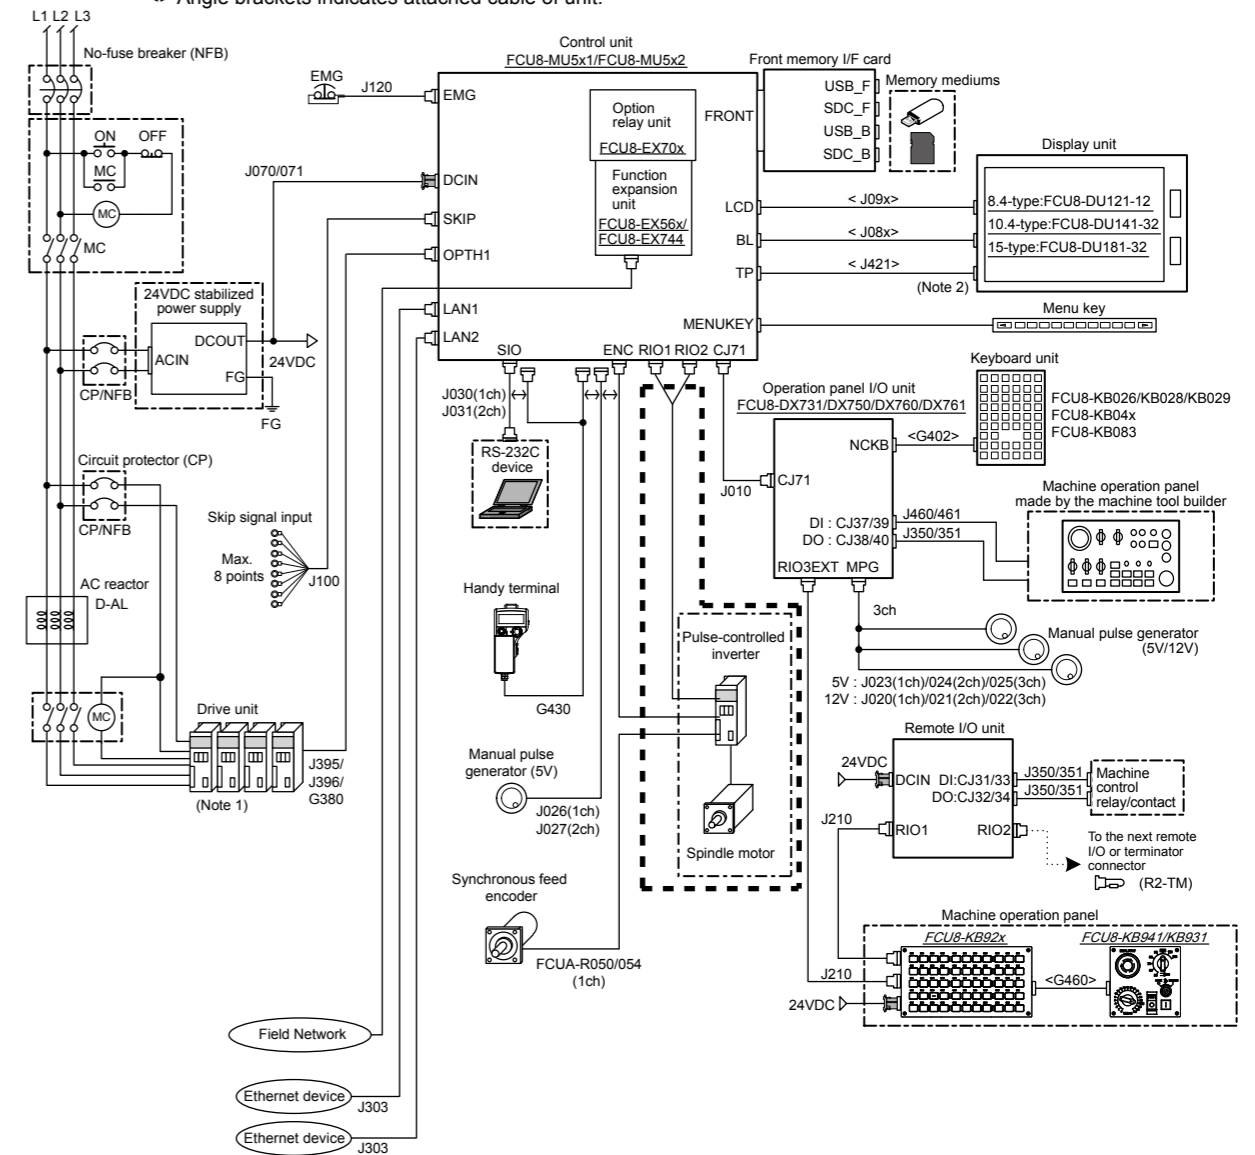 <> Angle brackets indicates attached cable of unit.
L1 L2 L3
No-fuse breaker (NFB)
ON OFF
MC
MC
MC
24VDC stabilized
power supply
DCOUT
ACIN
FG
24VDC
FG
CP/NFB
Circuit protector (CP)
CP/NFB
AC reactor
D-AL
MC
Drive unit
(Note 1)
J395/
J396/
G380
EMG
J120
J070/071
Skip signal input
Max.
8 points
J100
Control unit
FCU8-MU5x1/FCU8-MU5x2
EMG
DCIN
SKIP
OPTH1
LAN1
LAN2
Option
relay unit
FCU8-EX70x
Function
expansion
unit
FCU8-EX56x/
FCU8-EX744
FRONT
LCD
BL
TP
MENUKEY
SIO
ENC RIO1 RIO2 CJ71
Front memory I/F card
USB_F
SDC_F
USB_B
SDC_B
Memory mediums
Display unit
8.4-type:FCU8-DU121-12
10.4-type:FCU8-DU141-32
15-type:FCU8-DU181-32
< J09x>
< J08x>
< J421>
(Note 2)
Menu key
Keyboard unit
FCU8-KB026/KB028/KB029
FCU8-KB04x
FCU8-KB083
Operation panel I/O unit
FCU8-DX731/DX750/DX760/DX761
NCKB
<G402>
CJ71
J010
DI : CJ37/39
DO : CJ38/40
J460/461
J350/351
RIO3EXT MPG
Machine operation panel
made by the machine tool builder
3ch
Manual pulse generator
(5V/12V)
5V : J023(1ch)/024(2ch)/025(3ch)
12V : J020(1ch)/021(2ch)/022(3ch)
J030(1ch)
J031(2ch)
RS-232C
device
Handy terminal
G430
Manual pulse
generator (5V)
J026(1ch)
J027(2ch)
Synchronous feed
encoder
FCUA-R050/054
(1ch)
Pulse-controlled
inverter
Spindle motor
Remote I/O unit
24VDC
DCIN
DI:CJ31/33
DO:CJ32/34
J350/351
J350/351
Machine
control
relay/contact
J210
RIO1
RIO2
To the next remote
I/O or terminator
connector
(R2-TM)
Machine operation panel
FCU8-KB92x
FCU8-KB941/KB931
J210
<G460>
24VDC
Field Network
Ethernet device
J303
Ethernet device
J303